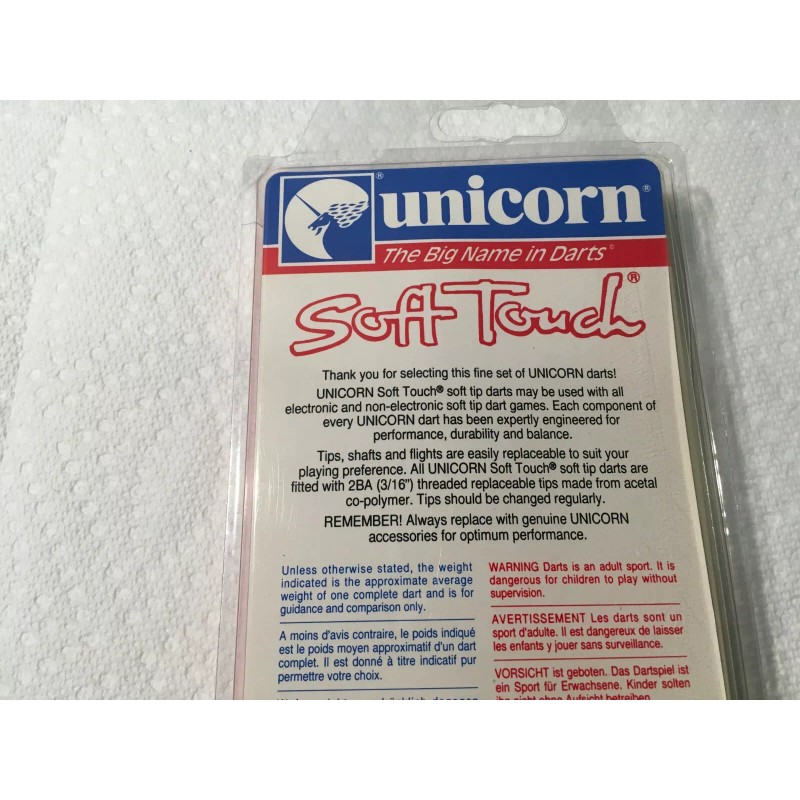 unicorn®
®
The Big Name in Darts©
Soft Touch®
Thank you for selecting this fine set of UNICORN darts!
UNICORN Soft Touch® soft tip darts may be used with all
electronic and non-electronic soft tip dart games. Each component of
every UNICORN dart has been expertly engineered for
performance, durability and balance.
Tips, shafts and flights are easily replaceable to suit your
playing preference. All UNICORN Soft Touch® soft tip darts are
fitted with 2BA (3/16") threaded replaceable tips made from acetal
co-polymer. Tips should be changed regularly.
REMEMBER! Always replace with genuine UNICORN
accessories for optimum performance.
Unless otherwise stated, the weight
indicated is the approximate average
weight of one complete dart and is for
guidance and comparison only.
A moins d'avis contraire, le poids indiqué
est le poids moyen approximatif d'un dart
complet. Il est donné à titre indicatif pur
permettre votre choix.
WARNING Darts is an adult sport. It is
dangerous for children to play without
supervision.
AVERTISSEMENT Les darts sont un
sport d'adulte. Il est dangereux de laisser
les enfants y jouer sans surveillance.
VORSICHT ist geboten. Das Dartspiel ist
ein Sport für Erwachsene. Kinder solten
ihn nicht ohne Aufsicht betreiben.